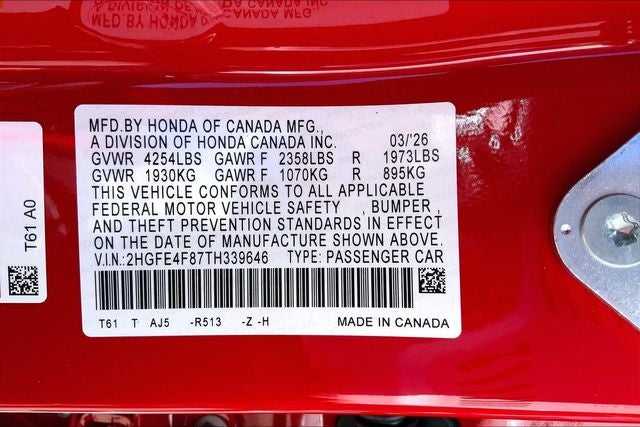 MFD.BY HONDA OF CANADA MFG.,
A DIVISION OF HONDA CANADA INC. 03/'26
GVWR 4254LBS GAWR F 2358LBS R 1973LBS
GVWR 1930KG GAWR F 1070KG R 895KG
THIS VEHICLE CONFORMS TO ALL APPLICABLE
FEDERAL MOTOR VEHICLE SAFETY , BUMPER ,
AND THEFT PREVENTION STANDARDS IN EFFECT
ON THE DATE OF MANUFACTURE SHOWN ABOVE.
V.I.N.:2HGFE4F87TH339646 TYPE: PASSENGER CAR
T61 T AJ5 -R513 -Z -H MADE IN CANADA
T61 A0